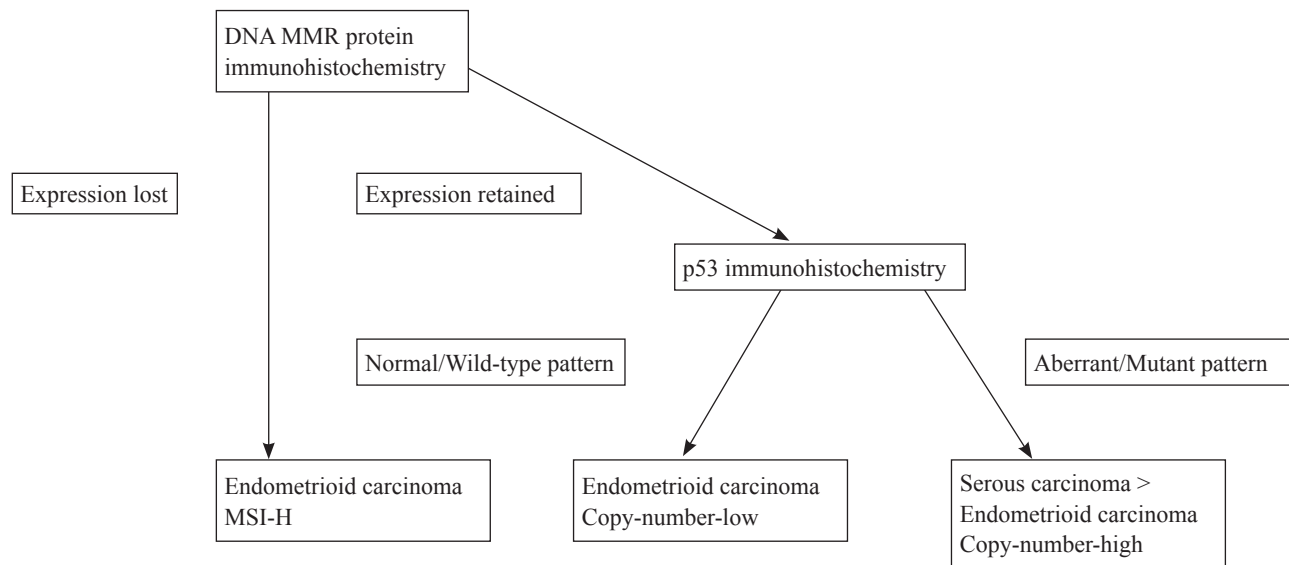 DNA MMR protein
immunohistochemistry
Expression lost
Expression retained
p53 immunohistochemistry
Normal/Wild-type pattern
Aberrant/Mutant pattern
Endometrioid carcinoma
MSI-H
Endometrioid carcinoma
Copy-number-low
Serous carcinoma >
Endometrioid carcinoma
Copy-number-high